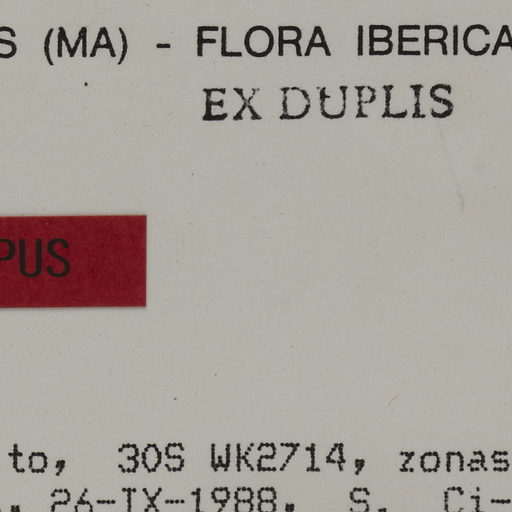 S (MA) - FLORA IBERICA
EX DUPLIS
PUS
to, 30S WK2714, zonas
26-IX-1988. S. Ci-